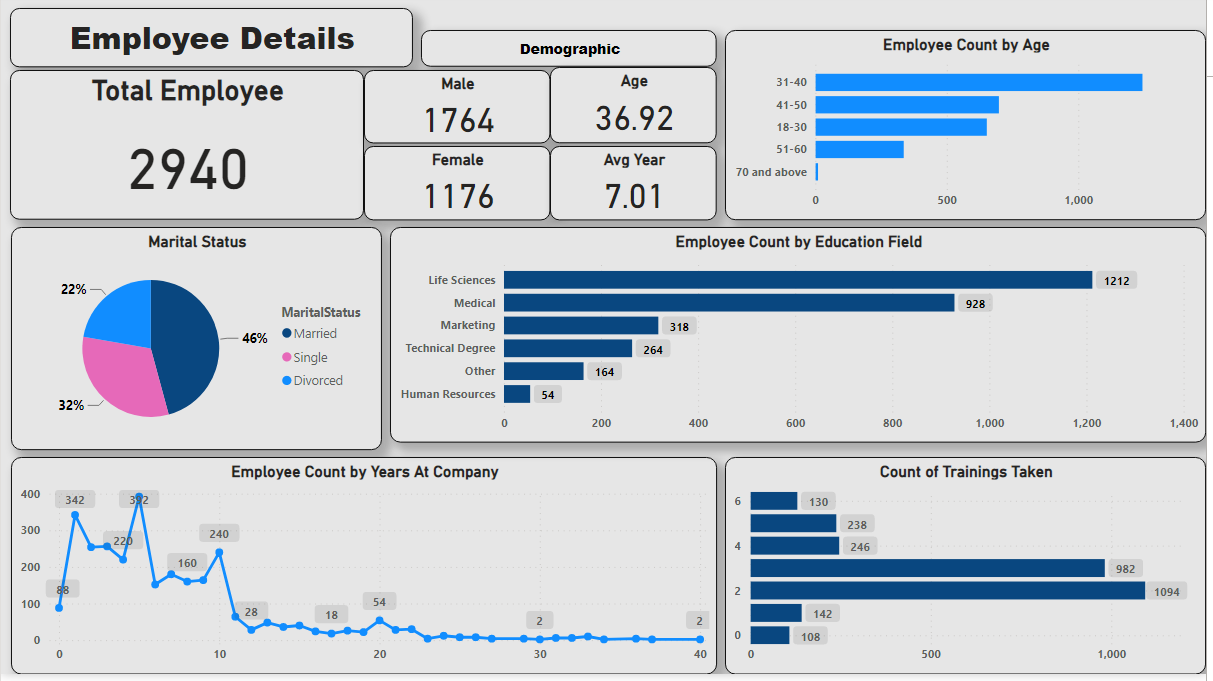 Employee Details
Demographic
Total Employee
2940
Male
1764
Age
36.92
Female
1176
Avg Year
7.01
Employee Count by Age
31-40
41-50
18-30
51-60
70 and above
0 500 1,000
Marital Status
22%
46%
32%
MaritalStatus
Married
Single
Divorced
Employee Count by Education Field
Life Sciences 1212
Medical 928
Marketing 318
Technical Degree 264
Other 164
Human Resources 54
0 200 400 600 800 1,000 1,200 1,400
Employee Count by Years At Company
400
300
200
100
0
342
392
220
88
160
240
28
18
54
2
2
0 10 20 30 40
Count of Trainings Taken
6 130
238
4 246
982
2 1094
142
0 108
0 500 1,000